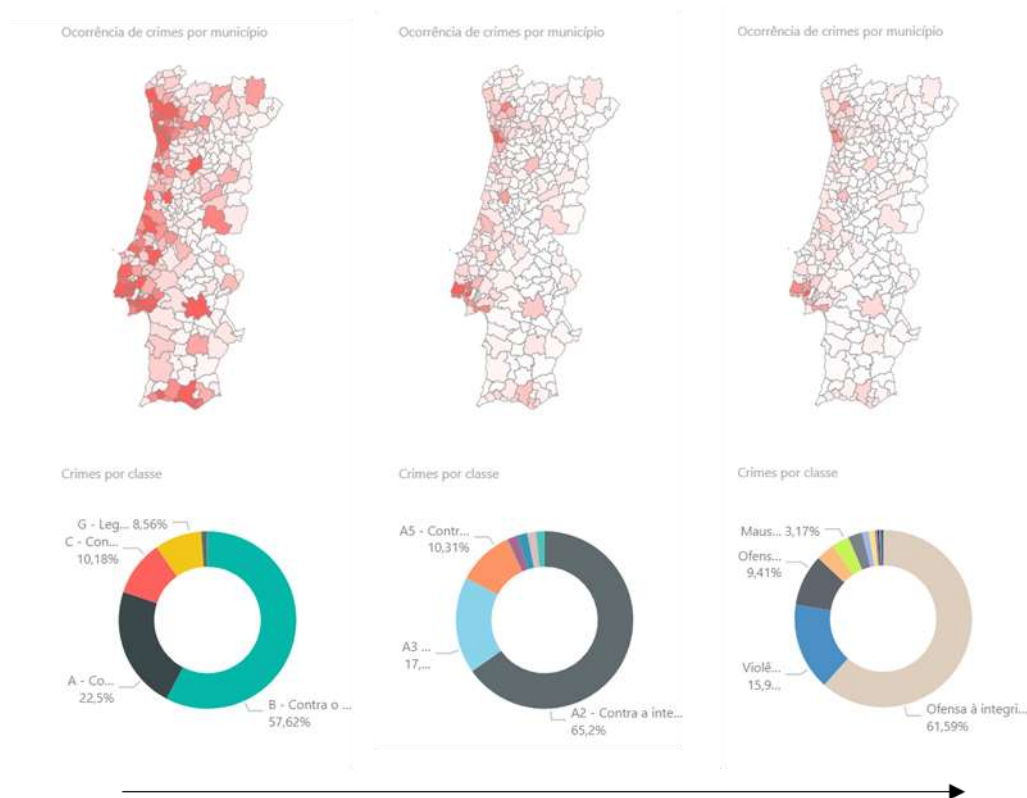 Ocorrência de crimes por município
Ocorrência de crimes por município
Ocorrência de crimes por município
Crimes por classe
G - Leg... 8,56%
C - Con...
10,18%
A - Co...
22,5%
B - Contra o ...
57,62%
Crimes por classe
A5 - Contr...
10,31%
A3 ...
17,...
A2 - Contra a inte...
65,2%
Crimes por classe
Maus... 3,17%
Ofens...
9,41%
Violê...
15,9...
Ofensa à integri...
61,59%